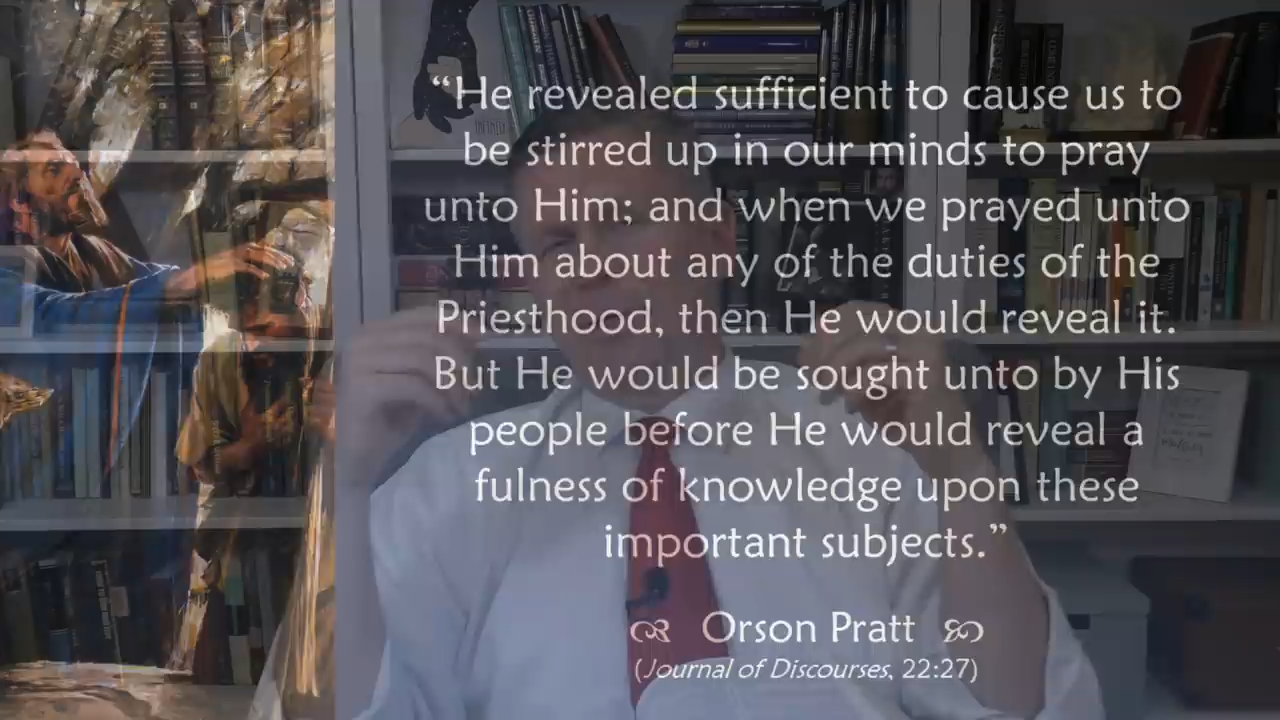 “He revealed sufficient to cause us to
be stirred up in our minds to pray
unto Him; and when we prayed unto
Him about any of the duties of the
Priesthood, then He would reveal it.
But He would be sought unto by His
people before He would reveal a
fulness of knowledge upon these
important subjects.”
Orson Pratt
(Journal of Discourses, 22:27)